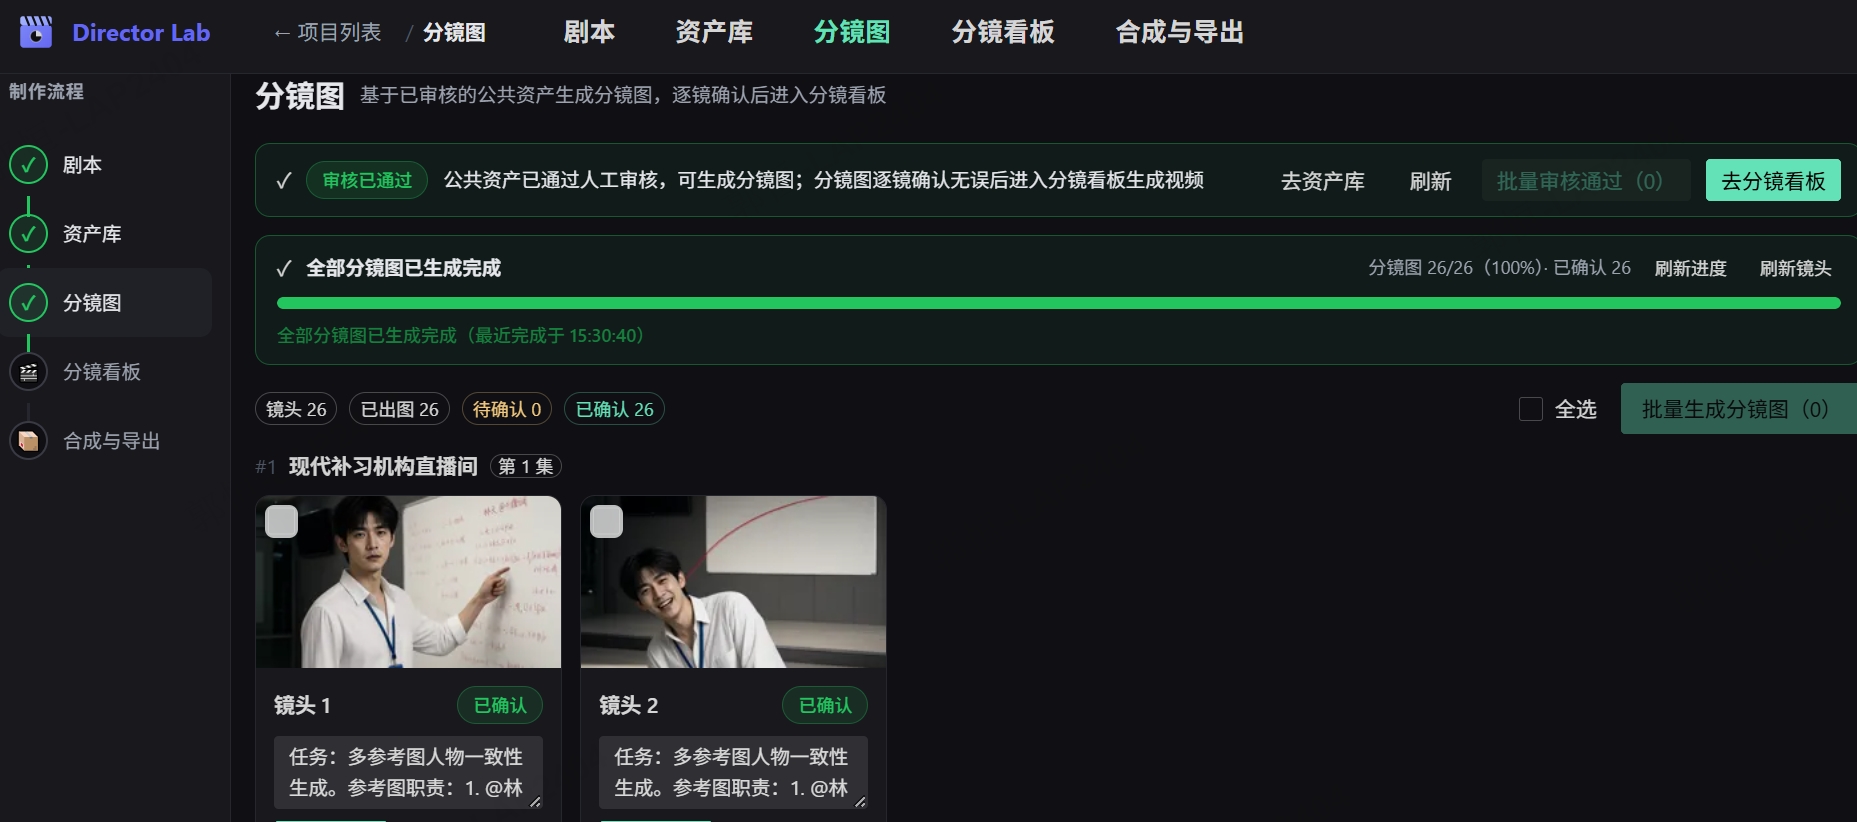 Director Lab
← 项目列表 / 分镜图
剧本
资产库
分镜图
分镜看板
合成与导出
制作流程
剧本
资产库
分镜图
分镜看板
合成与导出
分镜图 基于已审核的公共资产生成分镜图，逐镜确认后进入分镜看板
✓ 审核已通过 公共资产已通过人工审核，可生成分镜图；分镜图逐镜确认无误后进入分镜看板生成视频 去资产库 刷新 批量审核通过（0） 去分镜看板
✓ 全部分镜图已生成完成 分镜图 26/26（100%）· 已确认 26 刷新进度 刷新镜头
全部分镜图已生成完成（最近完成于 15:30:40）
镜头 26 已出图 26 待确认 0 已确认 26 全选 批量生成分镜图（0）
#1 现代补习机构直播间 第 1 集
镜头 1 已确认
任务：多参考图人物一致性
生成。参考图职责：1. @林
镜头 2 已确认
任务：多参考图人物一致性
生成。参考图职责：1. @林